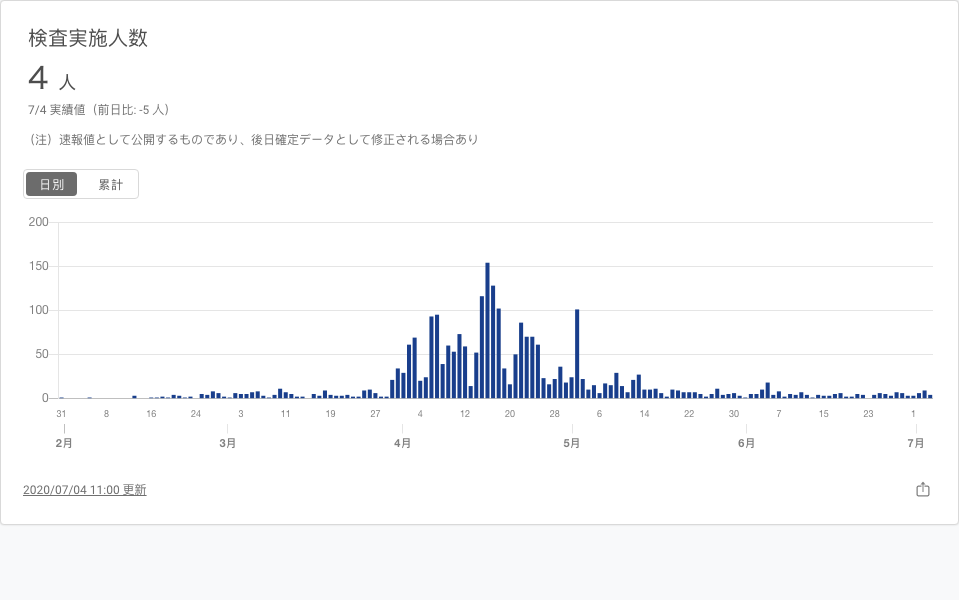 検査実施人数
4 人
7/4 実績値（前日比: -5 人）
（注）速報値として公開するものであり、後日確定データとして修正される場合あり
日別 累計
200
150
100
50
0
31 8 16 24 3 11 19 27 4 12 20 28 6 14 22 30 7 15 23 1
2月 3月 4月 5月 6月 7月
2020/07/04 11:00 更新